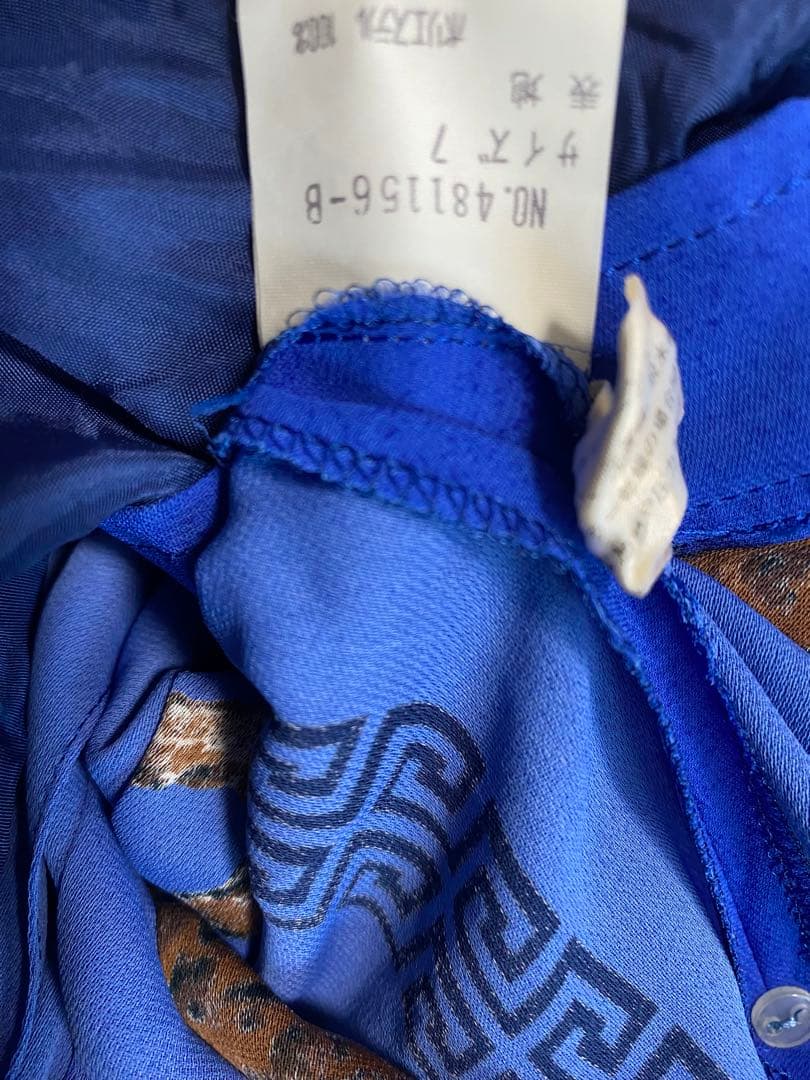 NO.481156-B
サイズ 7
表地
ポリエステル 100%